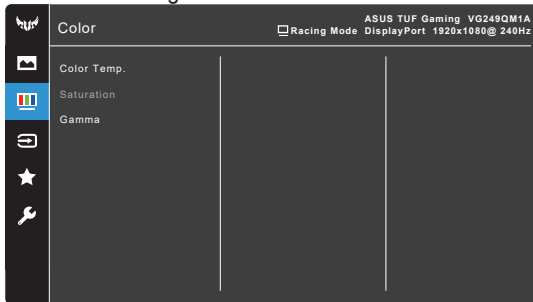 Color
ASUS TUF Gaming VG249QM1A
Racing Mode DisplayPort 1920x1080@ 240Hz
Color Temp.
Saturation
Gamma